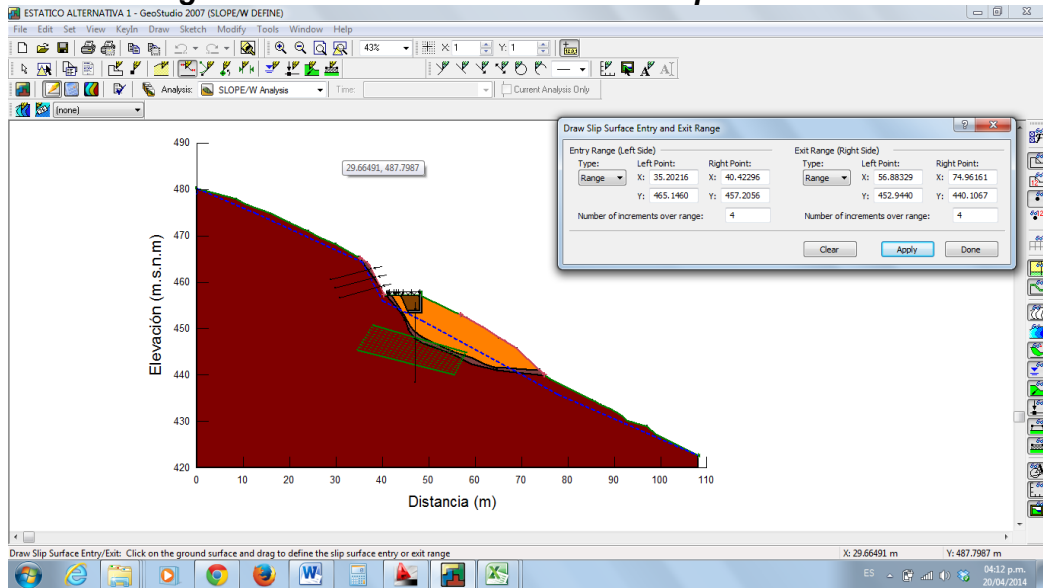 ESTATICO ALTERNATIVA 1 - GeoStudio 2007 (SLOPE/W DEFINE)
File Edit Set View KeyIn Draw Sketch Modify Tools Window Help
43% X: 1 Y: 1
Analysis: SLOPE/W Analysis Time: Current Analysis Only
(none)
Draw Slip Surface Entry and Exit Range
Entry Range (Left Side) Exit Range (Right Side)
Type: Left Point: Right Point: Type: Left Point: Right Point:
Range X: 35.20216 X: 40.42296 Range X: 56.88329 X: 74.96161
Y: 465.1460 Y: 457.2056 Y: 452.9440 Y: 440.1067
Number of increments over range: 4 Number of increments over range: 4
Clear Apply Done
29.66491, 487.7987
490
480
470
460
450
440
430
420
Elevación (m.s.n.m)
0 10 20 30 40 50 60 70 80 90 100 110
Distancia (m)
Draw Slip Surface Entry/Exit: Click on the ground surface and drag to define the slip surface entry or exit range X: 29.66491 m Y: 487.7987 m
ES 04:12 p.m.
20/04/2014